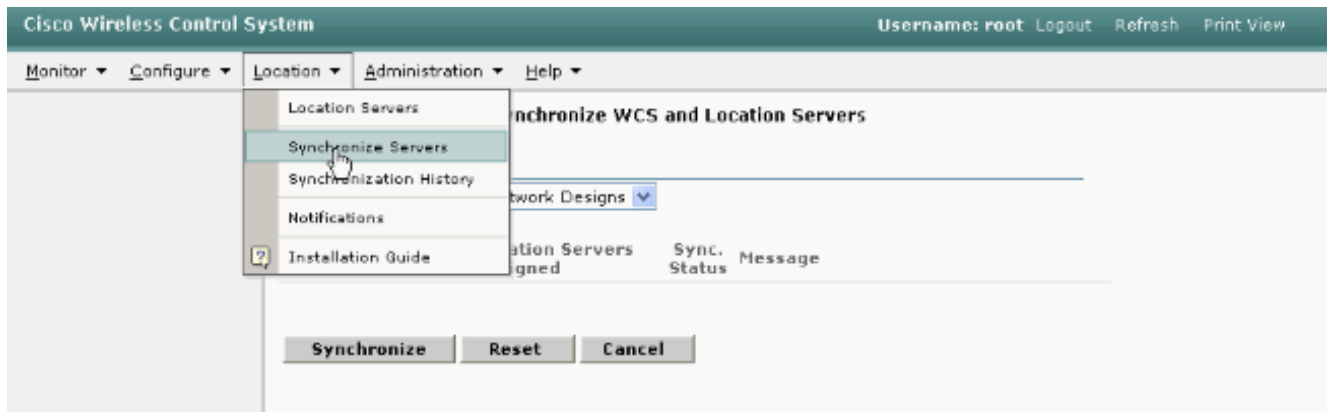 Cisco Wireless Control System
Username: root Logout Refresh Print View
Monitor Configure Location Administration Help
Location Servers
nchronize WCS and Location Servers
Synchronize Servers
Synchronization History
twork Designs
Notifications
ation Servers Sync. Message
igned Status
? Installation Guide
Synchronize Reset Cancel